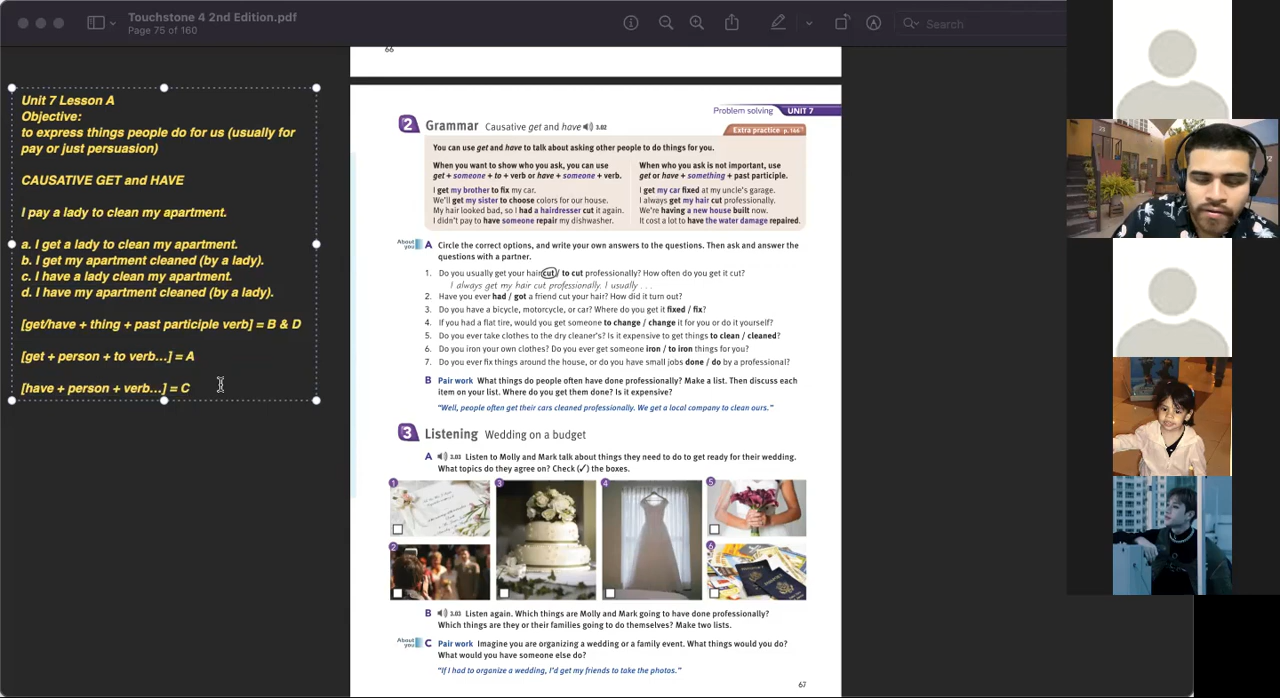 Touchstone 4 2nd Edition.pdf
Page 75 of 160
Search
66
Unit 7 Lesson A
Objective:
to express things people do for us (usually for
pay or just persuasion)
CAUSATIVE GET and HAVE
I pay a lady to clean my apartment.
a. I get a lady to clean my apartment.
b. I get my apartment cleaned (by a lady).
c. I have a lady clean my apartment.
d. I have my apartment cleaned (by a lady).
[get/have + thing + past participle verb] = B & D
[get + person + to verb...] = A
[have + person + verb...] = C
Problem solving UNIT 7
2 Grammar Causative get and have 3.02
Extra practice p. 146
You can use get and have to talk about asking other people to do things for you.
When you want to show who you ask, you can use
get + someone + to + verb or have + someone + verb.
I get my brother to fix my car.
We'll get my sister to choose colors for our house.
My hair looked bad, so I had a hairdresser cut it again.
I didn't pay to have someone repair my dishwasher.
When who you ask is not important, use
get or have + something + past participle.
I get my car fixed at my uncle's garage.
I always get my hair cut professionally.
We're having a new house built now.
It cost a lot to have the water damage repaired.
About you
A Circle the correct options, and write your own answers to the questions. Then ask and answer the
questions with a partner.
1. Do you usually get your hair cut / to cut professionally? How often do you get it cut?
I always get my hair cut professionally. I usually . . .
2. Have you ever had / got a friend cut your hair? How did it turn out?
3. Do you have a bicycle, motorcycle, or car? Where do you get it fixed / fix?
4. If you had a flat tire, would you get someone to change / change it for you or do it yourself?
5. Do you ever take clothes to the dry cleaner's? Is it expensive to get things to clean / cleaned?
6. Do you iron your own clothes? Do you ever get someone iron / to iron things for you?
7. Do you ever fix things around the house, or do you have small jobs done / do by a professional?
B Pair work What things do people often have done professionally? Make a list. Then discuss each
item on your list. Where do you get them done? Is it expensive?
"Well, people often get their cars cleaned professionally. We get a local company to clean ours."
3 Listening Wedding on a budget
A 3.03 Listen to Molly and Mark talk about things they need to do to get ready for their wedding.
What topics do they agree on? Check (✓) the boxes.
1
2
3
4
5
6
B 3.03 Listen again. Which things are Molly and Mark going to have done professionally?
Which things are they or their families going to do themselves? Make two lists.
About you
C Pair work Imagine you are organizing a wedding or a family event. What things would you do?
What would you have someone else do?
"If I had to organize a wedding, I'd get my friends to take the photos."
67